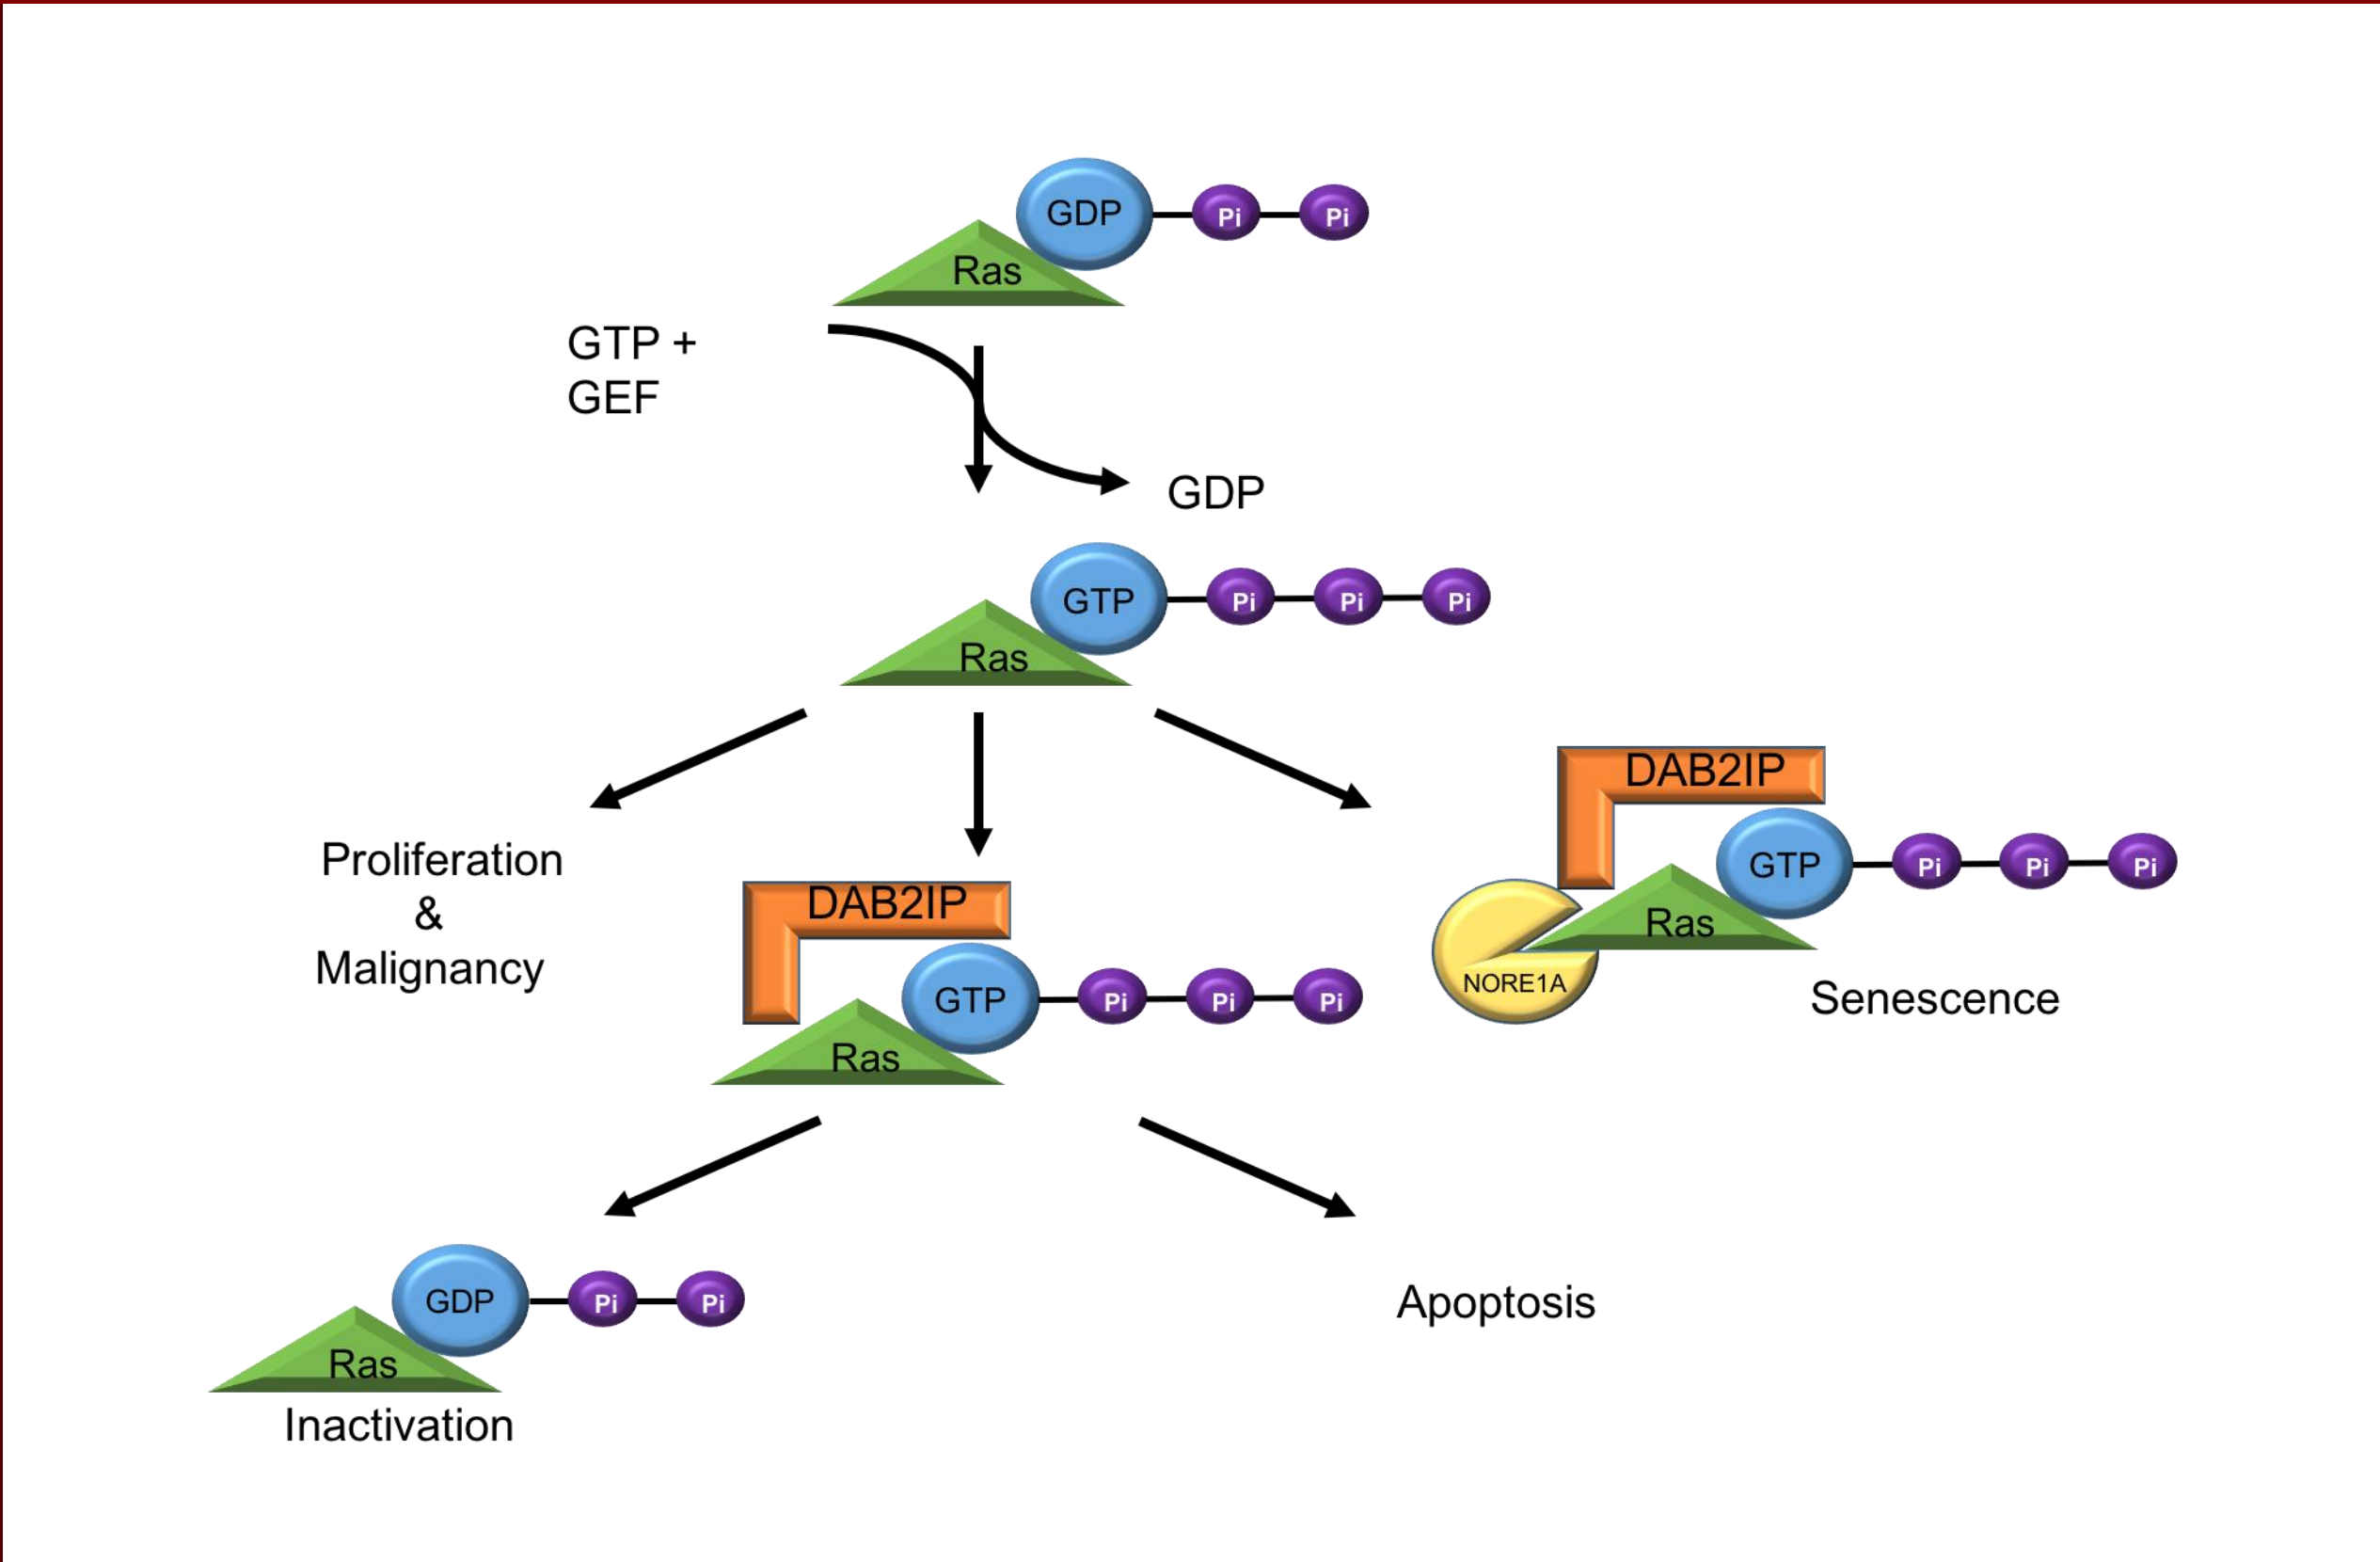 GDP
Pi
Pi
Ras
GTP +
GEF
GDP
GTP
Pi
Pi
Pi
Ras
Proliferation
&
Malignancy
DAB2IP
GTP
Pi
Pi
Pi
Ras
DAB2IP
GTP
Pi
Pi
Pi
Ras
NORE1A
Senescence
GDP
Pi
Pi
Ras
Inactivation
Apoptosis